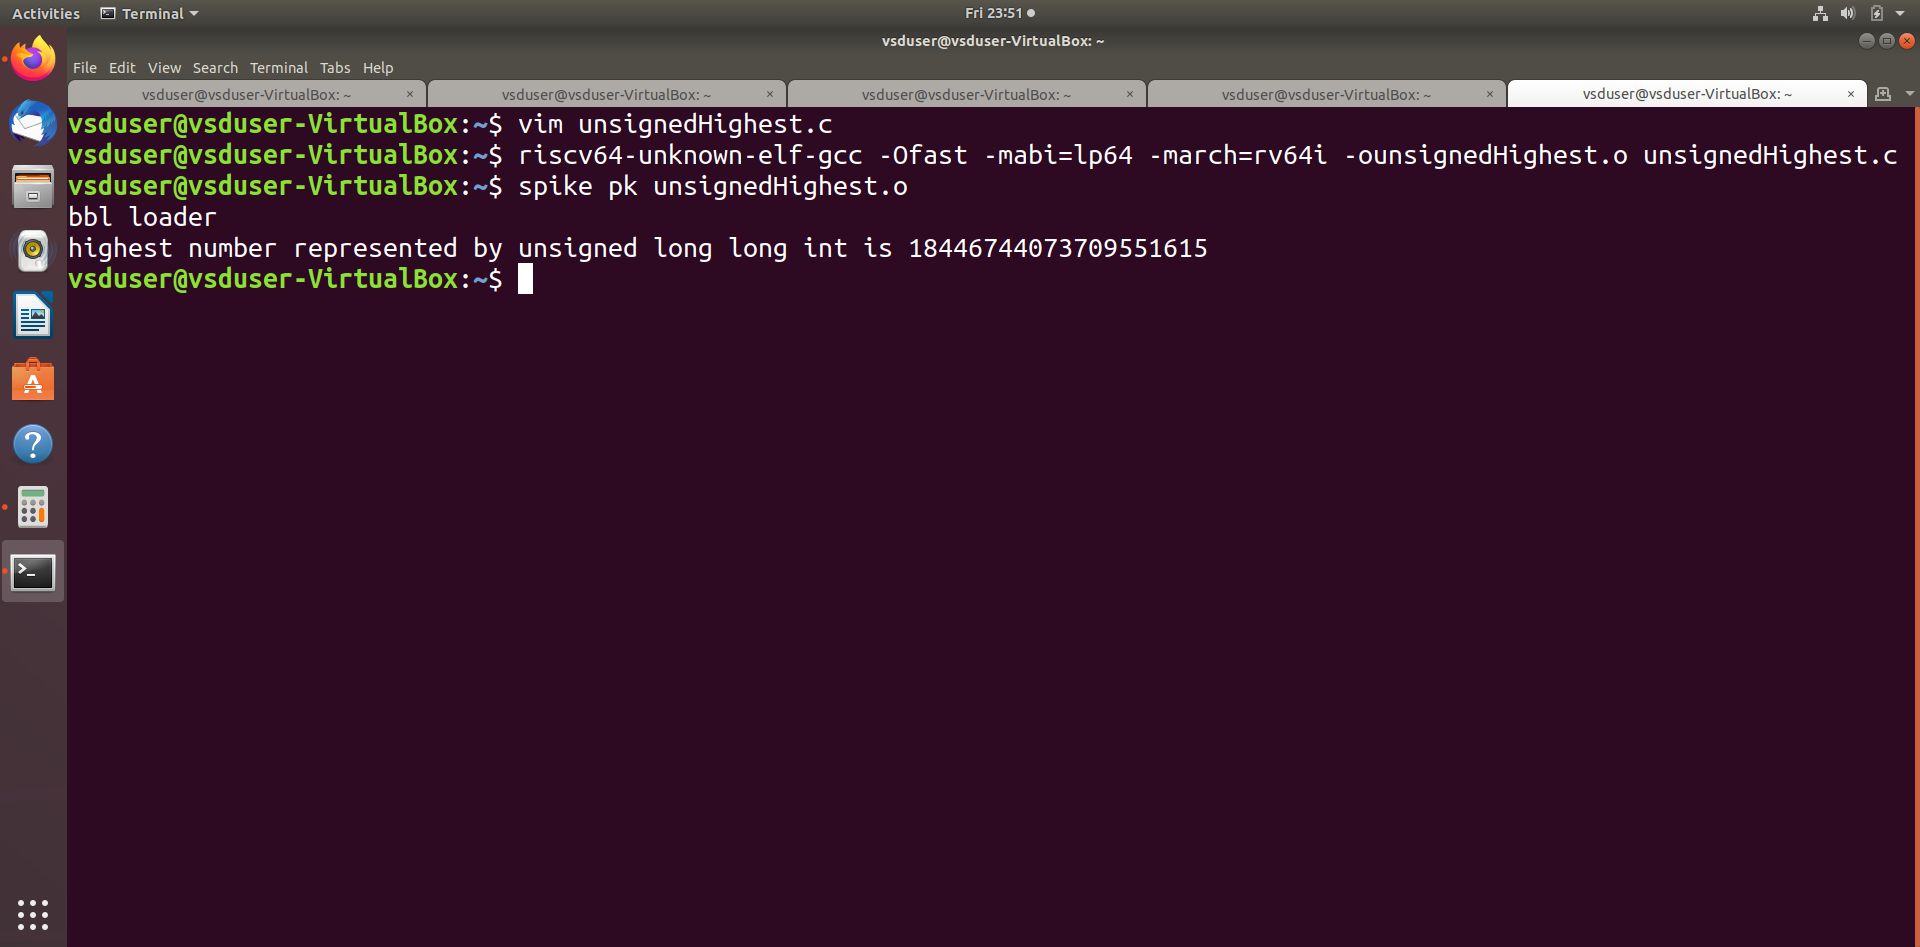 Activities Terminal Fri 23:51
vsduser@vsduser-VirtualBox: ~
File Edit View Search Terminal Tabs Help
vsduser@vsduser-VirtualBox: ~ × vsduser@vsduser-VirtualBox: ~ × vsduser@vsduser-VirtualBox: ~ × vsduser@vsduser-VirtualBox: ~ × vsduser@vsduser-VirtualBox: ~ ×
vsduser@vsduser-VirtualBox:~$ vim unsignedHighest.c
vsduser@vsduser-VirtualBox:~$ riscv64-unknown-elf-gcc -Ofast -mabi=lp64 -march=rv64i -ounsignedHighest.o unsignedHighest.c
vsduser@vsduser-VirtualBox:~$ spike pk unsignedHighest.o
bbl loader
highest number represented by unsigned long long int is 18446744073709551615
vsduser@vsduser-VirtualBox:~$